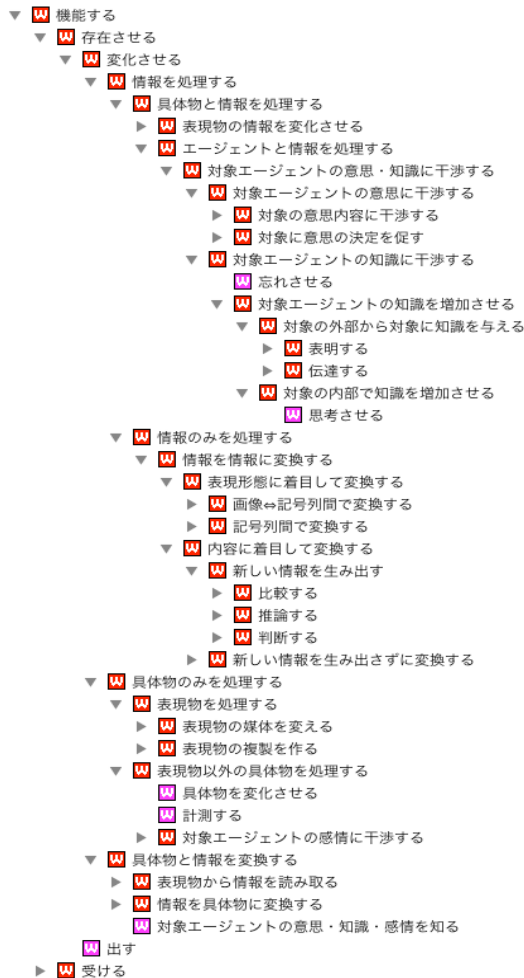 機能する
存在させる
変化させる
情報を処理する
具体物と情報を処理する
表現物の情報を変化させる
エージェントと情報を処理する
対象エージェントの意思・知識に干渉する
対象エージェントの意思に干渉する
対象の意思内容に干渉する
対象に意思の決定を促す
対象エージェントの知識に干渉する
忘れさせる
対象エージェントの知識を増加させる
対象の外部から対象に知識を与える
表明する
伝達する
対象の内部で知識を増加させる
思考させる
情報のみを処理する
情報を情報に変換する
表現形態に着目して変換する
画像⇔記号列間で変換する
記号列間で変換する
内容に着目して変換する
新しい情報を生み出す
比較する
推論する
判断する
新しい情報を生み出さずに変換する
具体物のみを処理する
表現物を処理する
表現物の媒体を変える
表現物の複製を作る
表現物以外の具体物を処理する
具体物を変化させる
計測する
対象エージェントの感情に干渉する
具体物と情報を変換する
表現物から情報を読み取る
情報を具体物に変換する
対象エージェントの意思・知識・感情を知る
出す
受ける